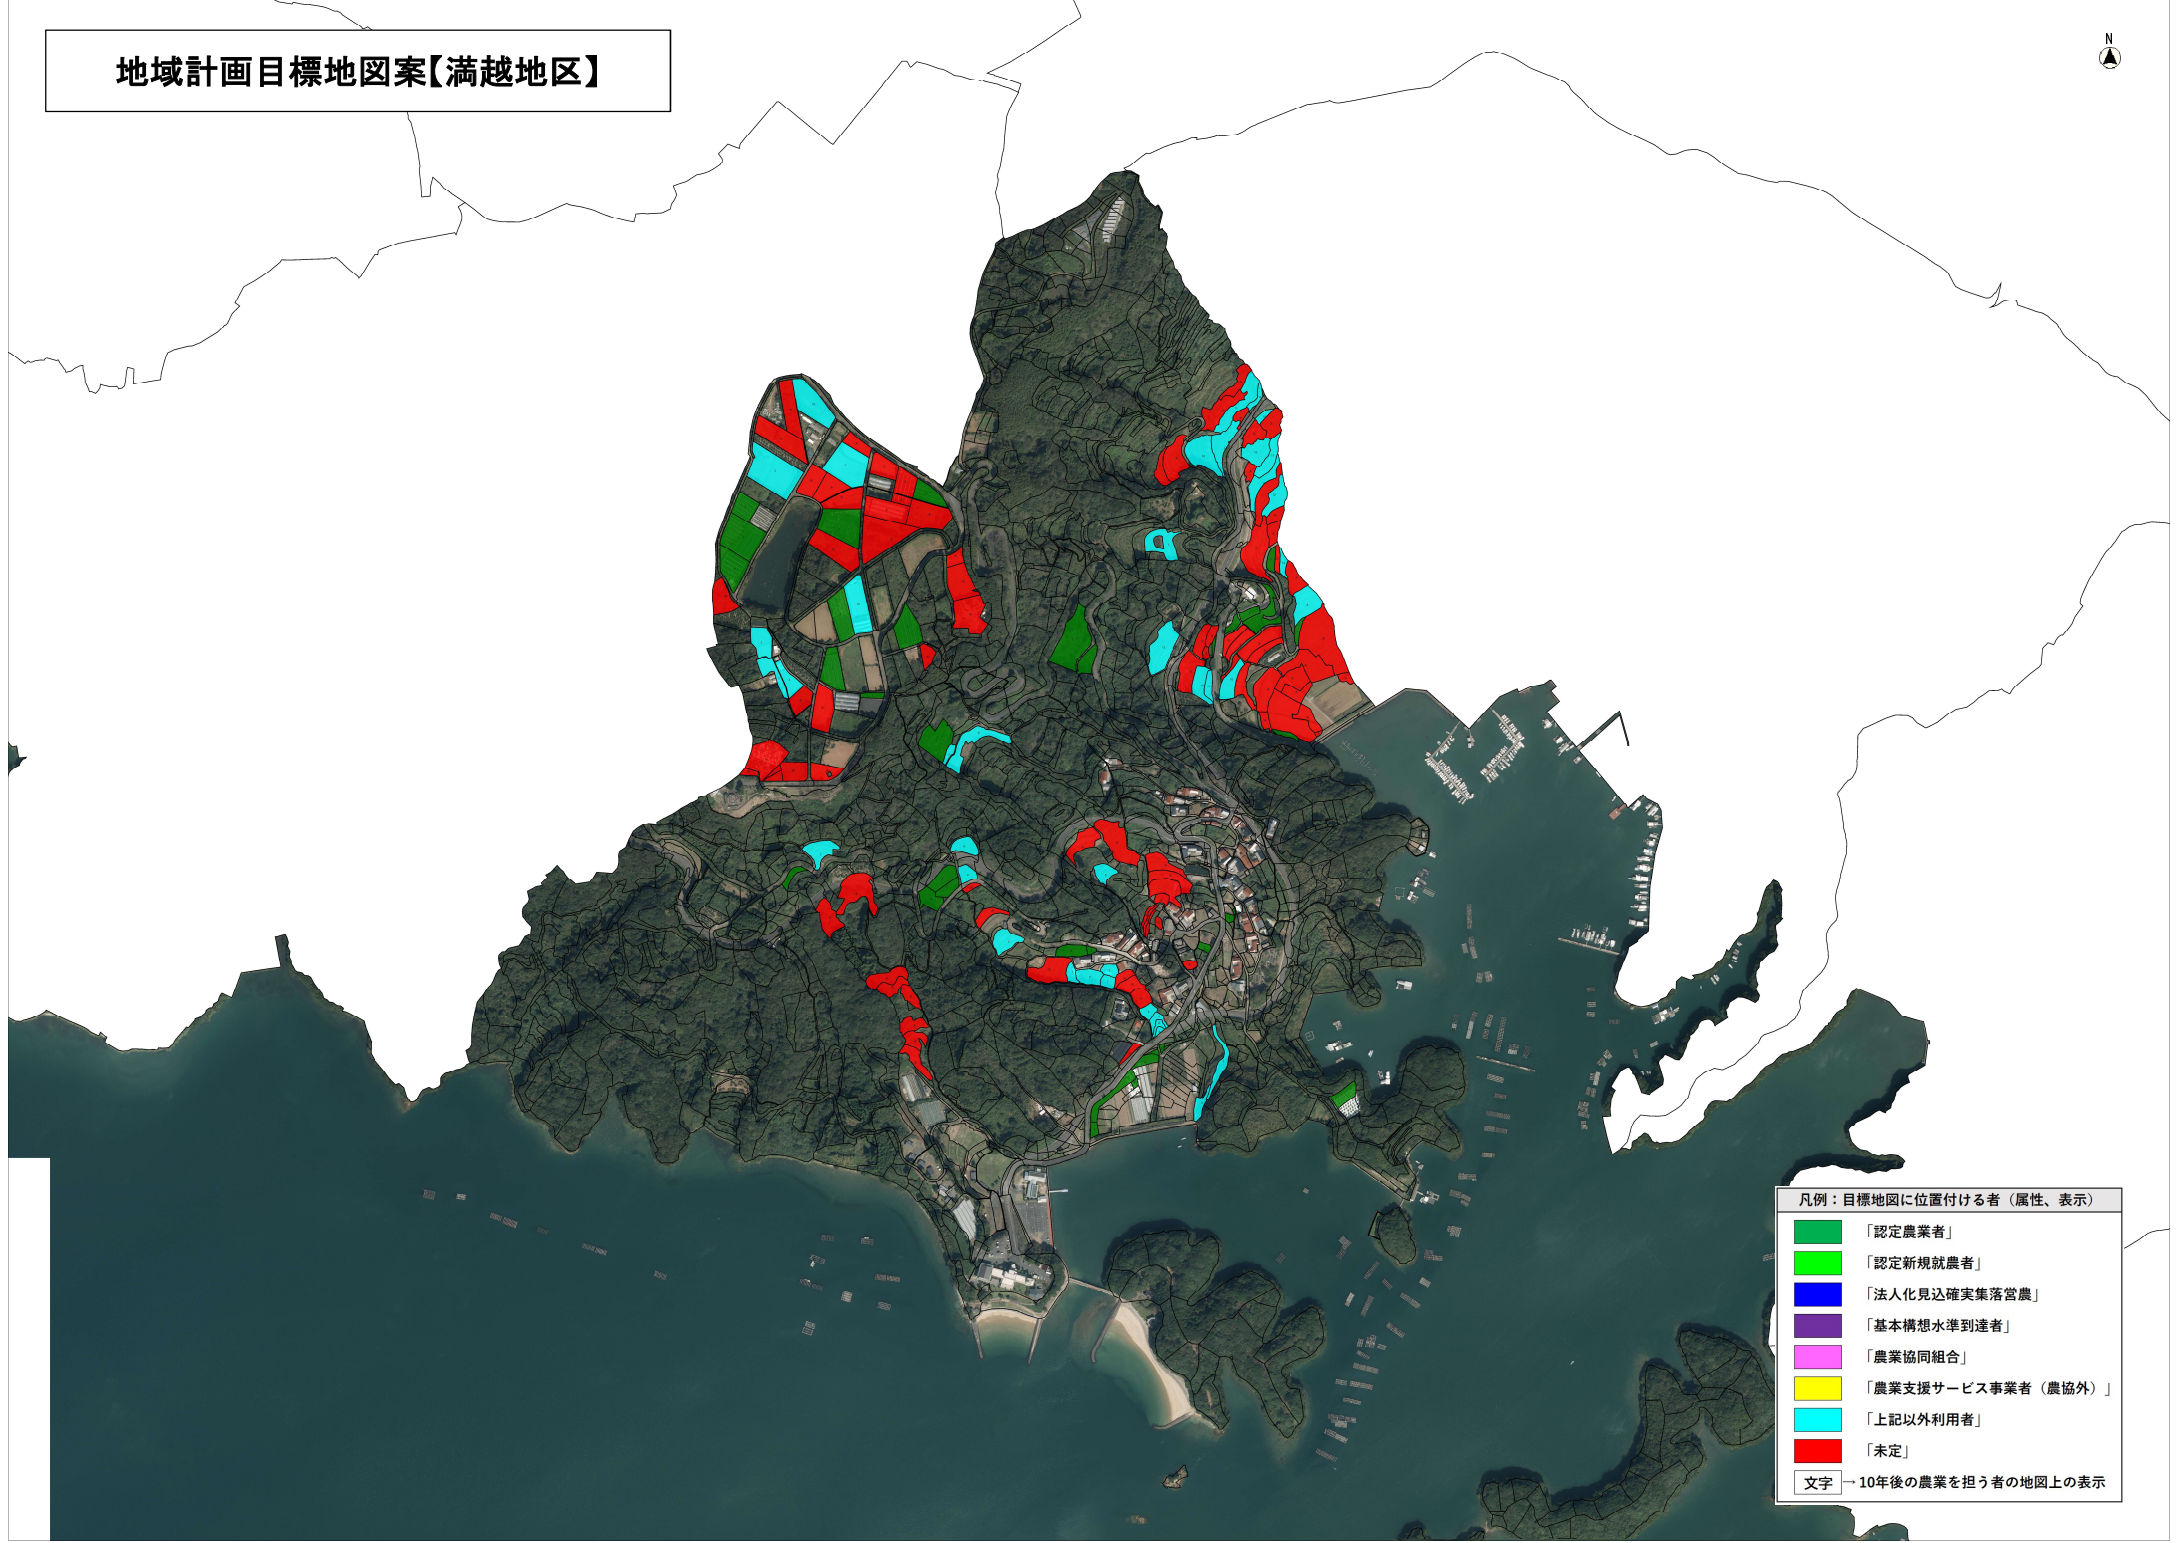 地域計画目標地図案【満越地区】
N
凡例：目標地図に位置付ける者（属性、表示）
「認定農業者」
「認定新規就農者」
「法人化見込確実集落営農」
「基本構想水準到達者」
「農業協同組合」
「農業支援サービス事業者（農協外）」
「上記以外利用者」
「未定」
文字→10年後の農業を担う者の地図上の表示